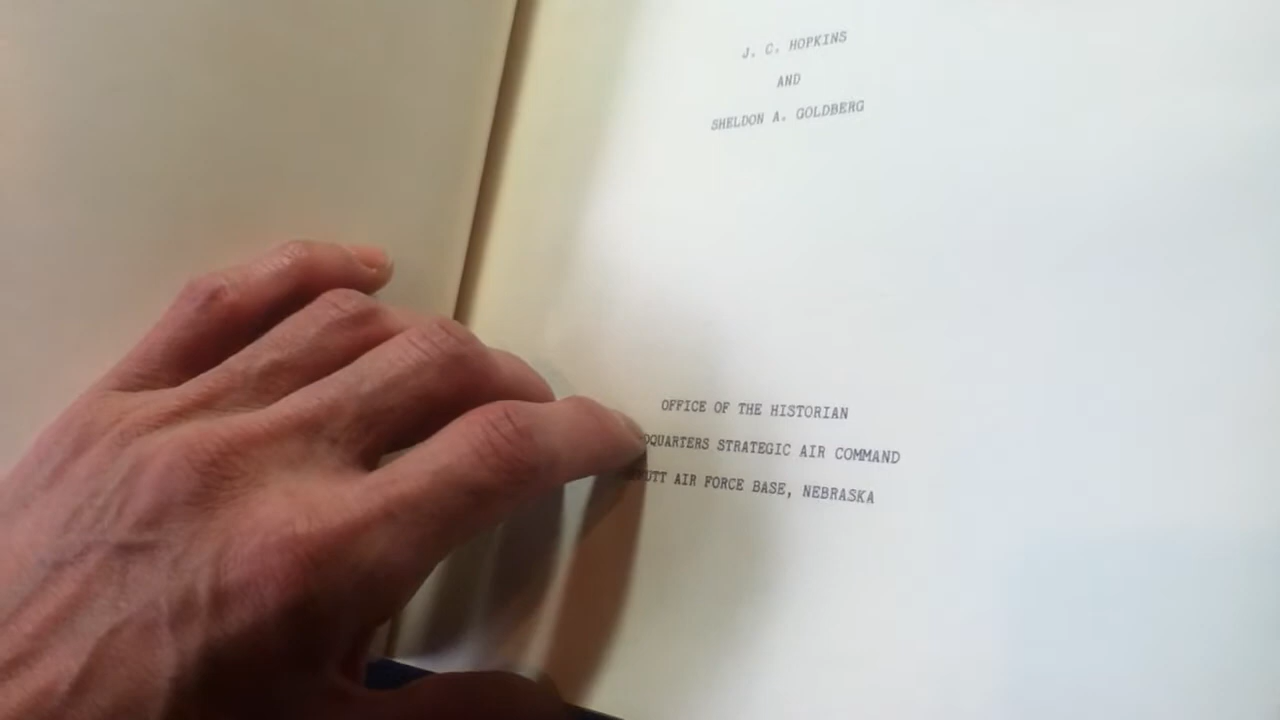 J. C. HOPKINS
AND
SHELDON A. GOLDBERG
OFFICE OF THE HISTORIAN
STRATEGIC AIR COMMAND
AIR FORCE BASE, NEBRASKA